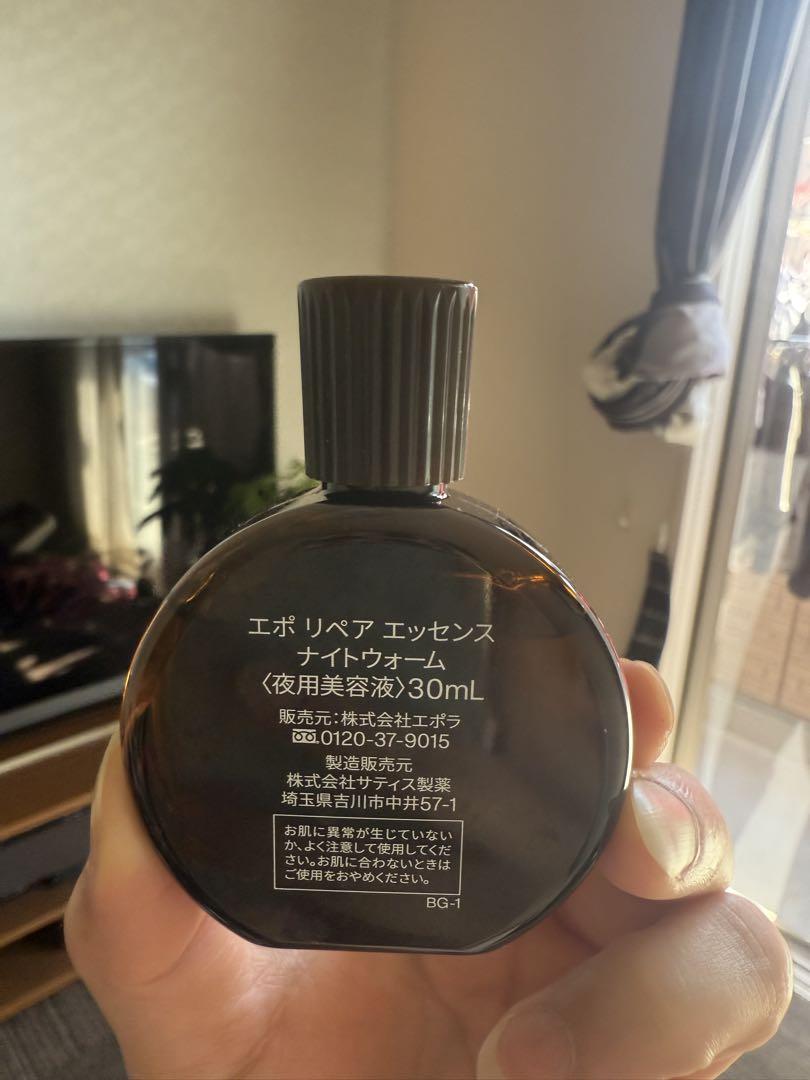 エポ リペア エッセンス
ナイトウォーム
〈夜用美容液〉30mL
販売元:株式会社エポラ
0120-37-9015
製造販売元
株式会社サティス製薬
埼玉県吉川市中井57-1
お肌に異常が生じていない
か、よく注意して使用してくだ
さい。お肌に合わないときは
ご使用をおやめください。
BG-1